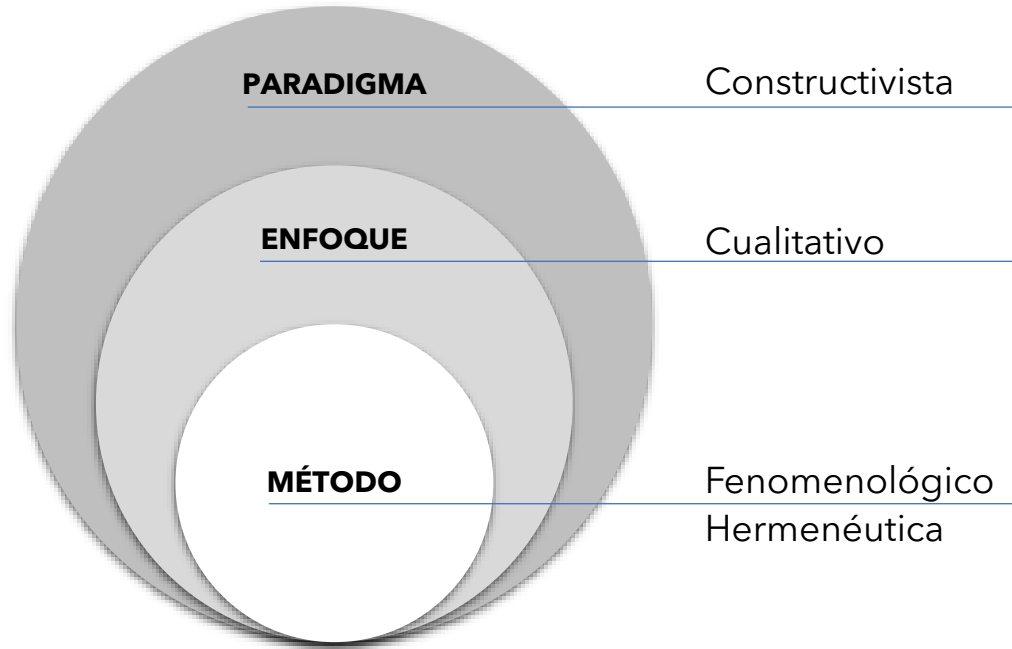 PARADIGMA Constructivista
ENFOQUE Cualitativo
MÉTODO Fenomenológico
Hermenéutica